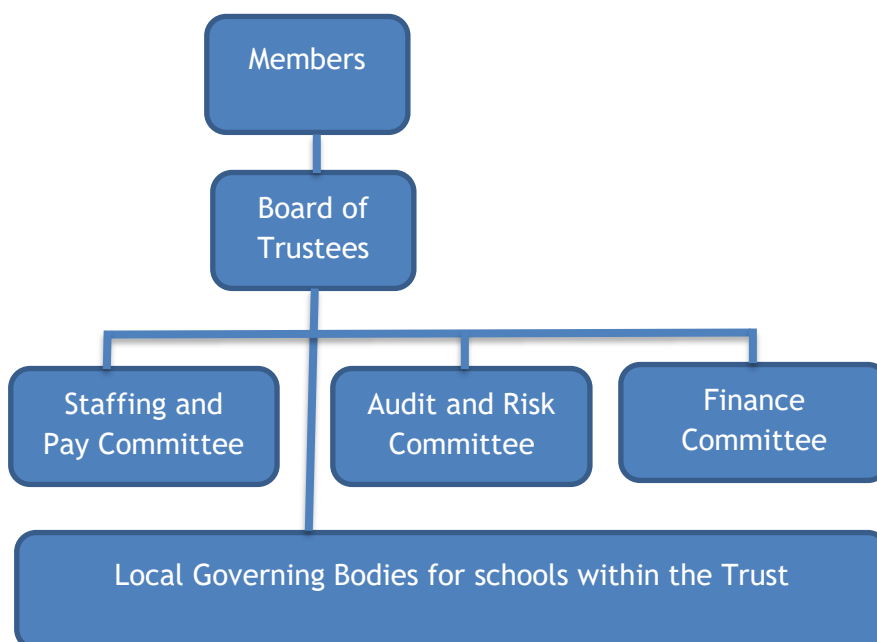 Members
Board of
Trustees
Staffing and
Pay Committee
Audit and Risk
Committee
Finance
Committee
Local Governing Bodies for schools within the Trust